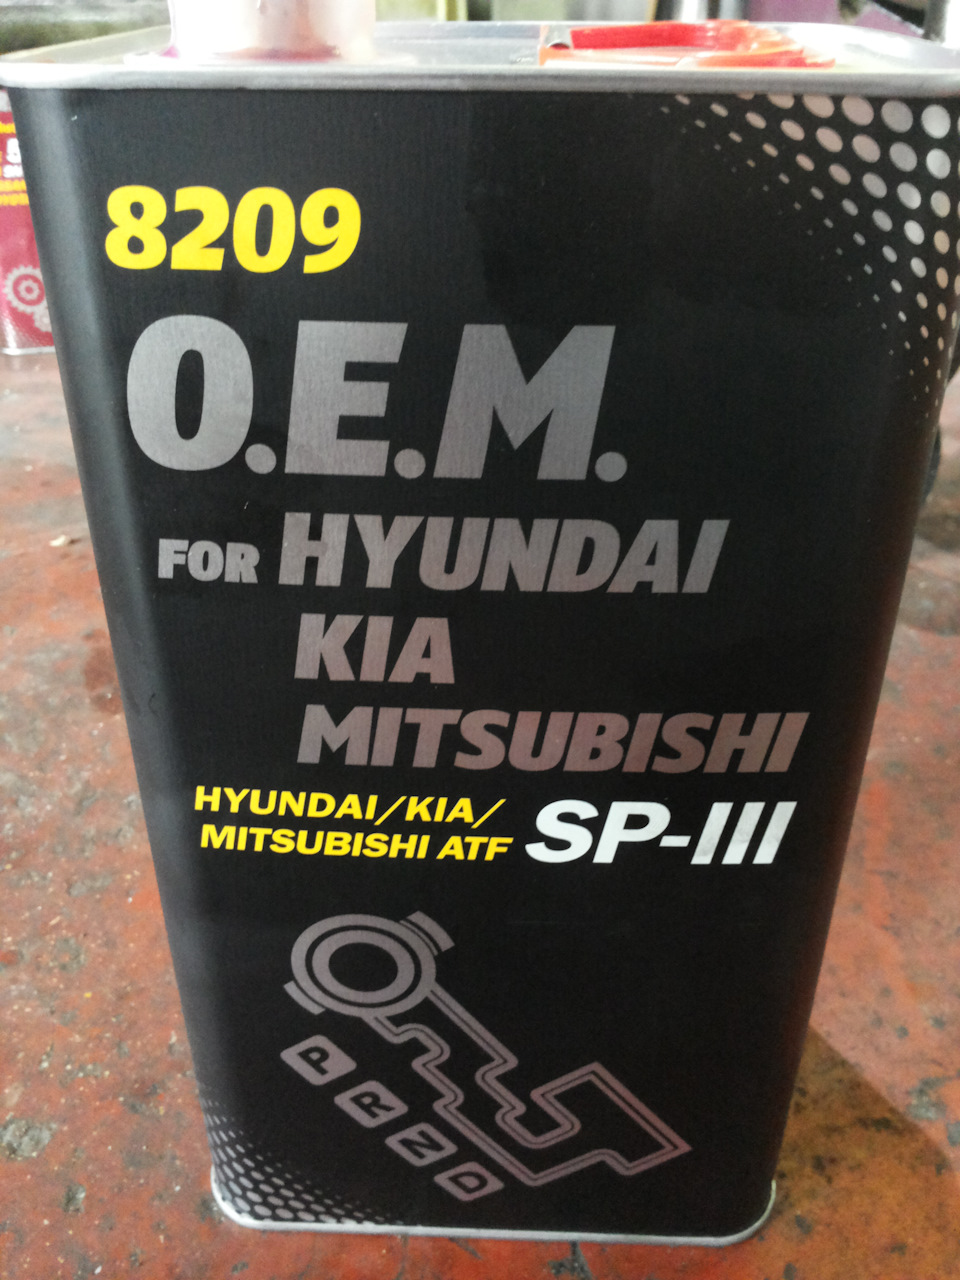 8209
O.E.M.
FOR HYUNDAI
KIA
MITSUBISHI
HYUNDAI/KIA/
MITSUBISHI ATF SP-III
P
R
N
D